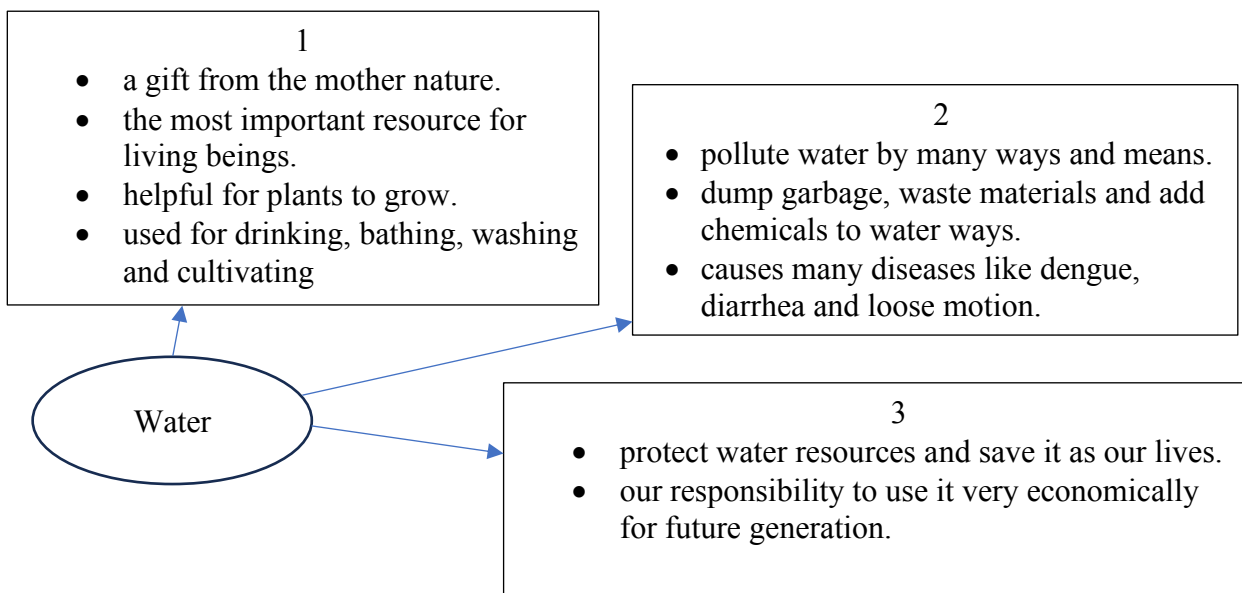 1
• a gift from the mother nature.
• the most important resource for
living beings.
• helpful for plants to grow.
• used for drinking, bathing, washing
and cultivating
2
• pollute water by many ways and means.
• dump garbage, waste materials and add
chemicals to water ways.
• causes many diseases like dengue,
diarrhea and loose motion.
Water
3
• protect water resources and save it as our lives.
• our responsibility to use it very economically
for future generation.